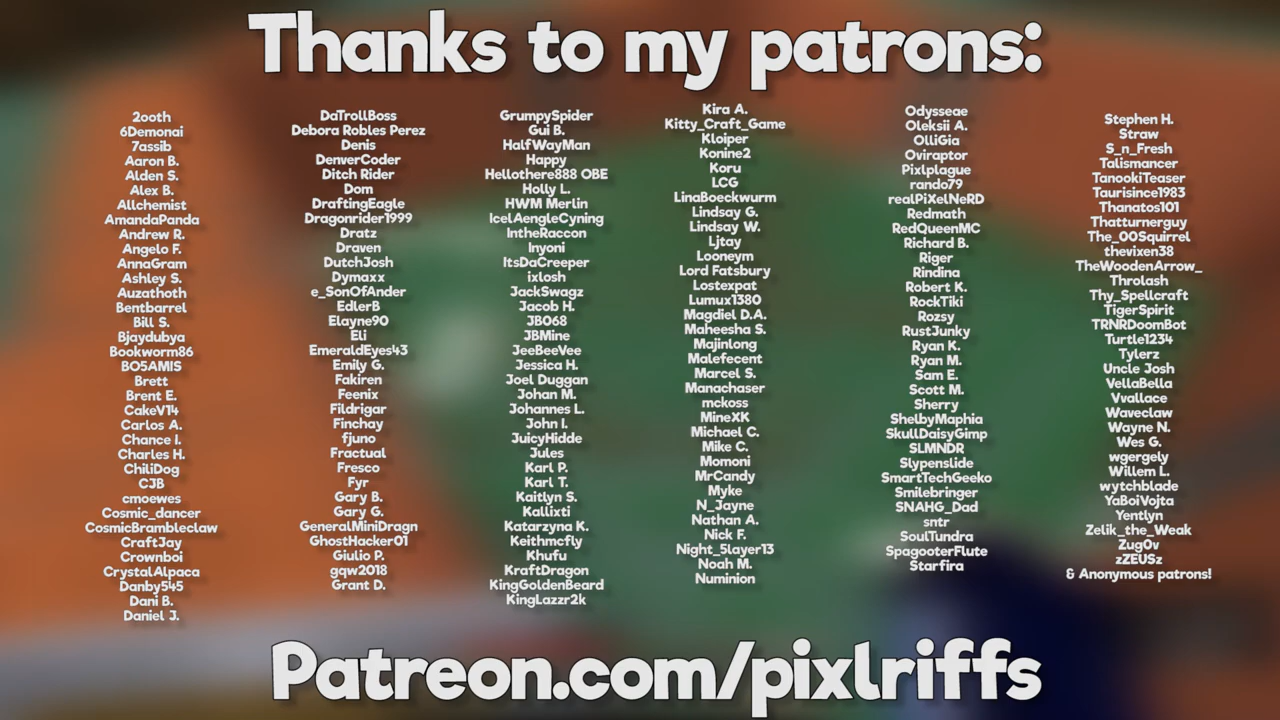 Thanks to my patrons:
2ooth
6Demonai
7assib
Aaron B.
Alden S.
Alex B.
Allchemist
AmandaPanda
Andrew R.
Angelo F.
AnnaGram
Ashley S.
Auzathoth
Bentbarrel
Bill S.
Bjaydubya
Bookworm86
BO5AMIS
Brett
Brent E.
CakeV14
Carlos A.
Chance I.
Charles H.
ChiliDog
CJB
cmoewes
Cosmic_dancer
CosmicBrambleclaw
CraftJay
Crownboi
CrystalAlpaca
Danby545
Dani B.
Daniel J.
DaTrollBoss
Debora Robles Perez
Denis
DenverCoder
Ditch Rider
Dom
DraftingEagle
Dragonrider1999
Dratz
Draven
DutchJosh
Dymaxx
e_SonOfAnder
EdlerB
Elayne90
Eli
EmeraldEyes43
Emily G.
Fakiren
Feenix
Fildrigar
Finchay
fjuno
Fractual
Fresco
Fyr
Gary B.
Gary G.
GeneralMiniDragn
GhostHacker01
Giulio P.
gqw2018
Grant D.
GrumpySpider
Gui B.
HalfWayMan
Happy
Hellothere888 OBE
Holly L.
HWM Merlin
IcelAengleCyning
IntheRaccon
Inyoni
ItsDaCreeper
ixlosh
JackSwagz
Jacob H.
JB068
JBMine
JeeBeeVee
Jessica H.
Joel Duggan
Johan M.
Johannes L.
John I.
JuicyHidde
Jules
Karl P.
Karl T.
Kaitlyn S.
Kallixti
Katarzyna K.
Keithmcfly
Khufu
KraftDragon
KingGoldenBeard
KingLazzr2k
Kira A.
Kitty_Craft_Game
Kloiper
Konine2
Koru
LCG
LinaBoeckwurm
Lindsay G.
Lindsay W.
Ljtay
Looneym
Lord Fatsbury
Lostexpat
Lumux1380
Magdiel D.A.
Maheesha S.
Majinlong
Malefecent
Marcel S.
Manachaser
mckoss
MineXK
Michael C.
Mike C.
Momoni
MrCandy
Myke
N_Jayne
Nathan A.
Nick F.
Night_Slayer13
Noah M.
Numinion
Odysseae
Oleksii A.
OlliGia
Oviraptor
Pixlplague
rando79
realPiXelNeRD
Redmath
RedQueenMC
Richard B.
Riger
Rindina
Robert K.
RockTiki
Rozsy
RustJunky
Ryan K.
Ryan M.
Sam E.
Scott M.
Sherry
ShelbyMaphia
SkullDaisyGimp
SLMNDR
Slypenslide
SmartTechGeeko
Smilebringer
SNAHG_Dad
sntr
SoulTundra
SpagooterFlute
Starfira
Stephen H.
Straw
S_n_Fresh
Talismancer
TanookiTeaser
Taurisince1983
Thanatos101
Thatturnerguy
The_00Squirrel
thevixen38
TheWoodenArrow_
Throlash
Thy_Spellcraft
TigerSpirit
TRNRDoomBot
Turtle1234
Tylerz
Uncle Josh
VellaBella
Vvallace
Waveclaw
Wayne N.
Wes G.
wgergely
Willem L.
wytchblade
YaBoiVojta
Yentlyn
Zelik_the_Weak
ZugOv
zZEUSz
& Anonymous patrons!
Patreon.com/pixlriffs